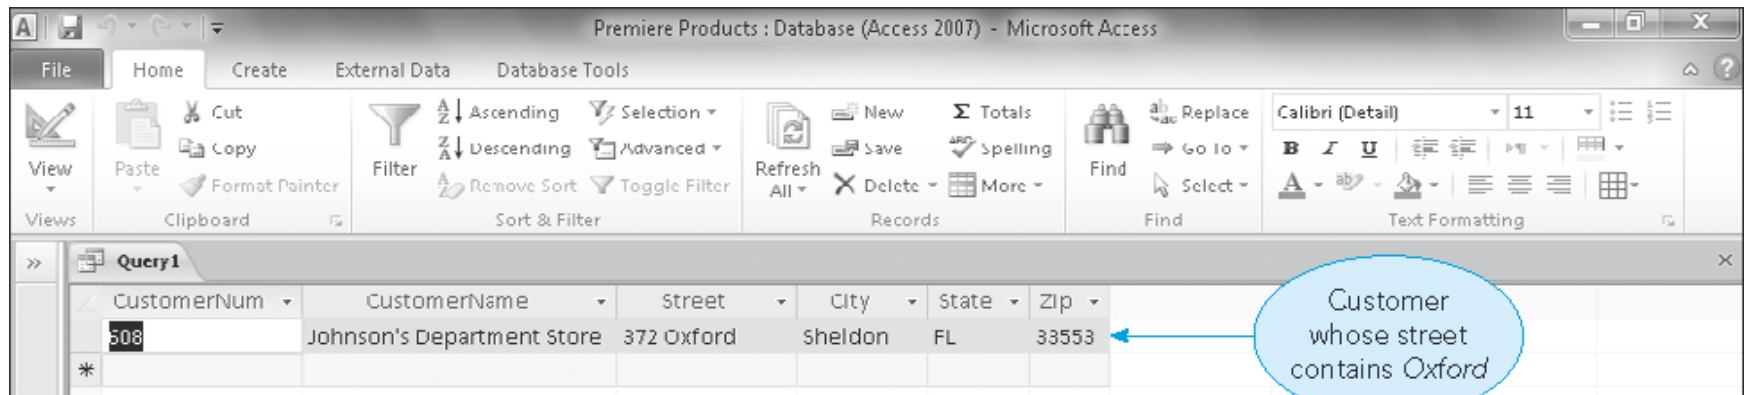 A
Premiere Products : Database (Access 2007) - Microsoft Access
X
File Home Create External Data Database Tools
?
View
Views
Paste
Cut
Copy
Format Painter
Clipboard
Filter
Ascending
Descending
Remove Sort
Selection
Advanced
Toggle Filter
Sort & Filter
Refresh
All
New
Save
Delete
Σ Totals
Spelling
More
Records
Find
Replace
Go To
Select
Find
Calibri (Detail) 11
B I U
A
Text Formatting
» Query1 ×
CustomerNum CustomerName Street City State Zip
608 Johnson's Department Store 372 Oxford Sheldon FL 33553
*
Customer
whose street
contains Oxford